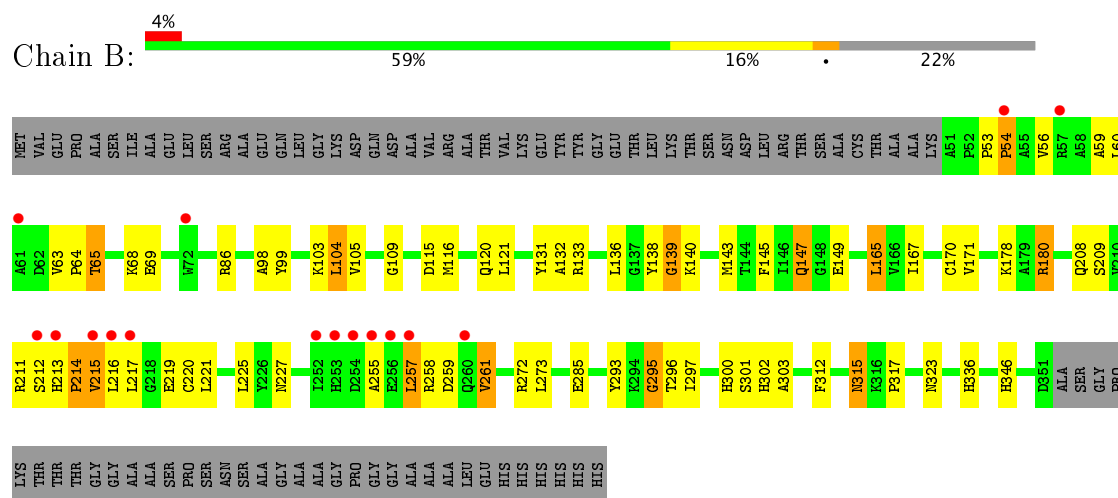 4%
Chain B:
59% 16% • 22%
MET VAL GLU PRO ALA SER ILE ALA GLU LEU SER ARG ALA GLU GLN LEU GLY LYS ASP GLN ASP ALA VAL ARG ALA THR VAL LYS GLU TYR TYR GLY GLU THR LEU LYS THR SER ASN ASP LEU ARG THR SER ALA CYS THR ALA ALA LYS A51 P52 P53 P54 A55 V56 R57 A58 A59 L60
A61 D62 V63 P64 T65 K68 E69 W72 R86 A98 Y99 K103 L104 V105 G109 D115 M116 Q120 L121 Y131 A132 R133 L136 G137 Y138 G139 K140 M143 T144 F145 I146 Q147 G148 E149 L165 V166 I167 C170 V171 K178 A179 R180 Q208 S209 V210
R211 S212 H213 P214 V215 L216 L217 G218 E219 C220 L221 L225 Y226 N227 I252 H253 D254 A255 E256 L257 R258 D259 Q260 V261 R272 L273 E285 Y293 K294 G295 T296 I297 H300 S301 H302 A303 F312 N315 K316 P317 N323 H336 H346 D351 ALA SER GLY PRO
LYS THR THR THR GLY GLY ALA ALA SER PRO SER ASN SER ALA GLY ALA ALA GLY PRO GLY GLY ALA ALA ALA LEU GLU HIS HIS HIS HIS HIS HIS